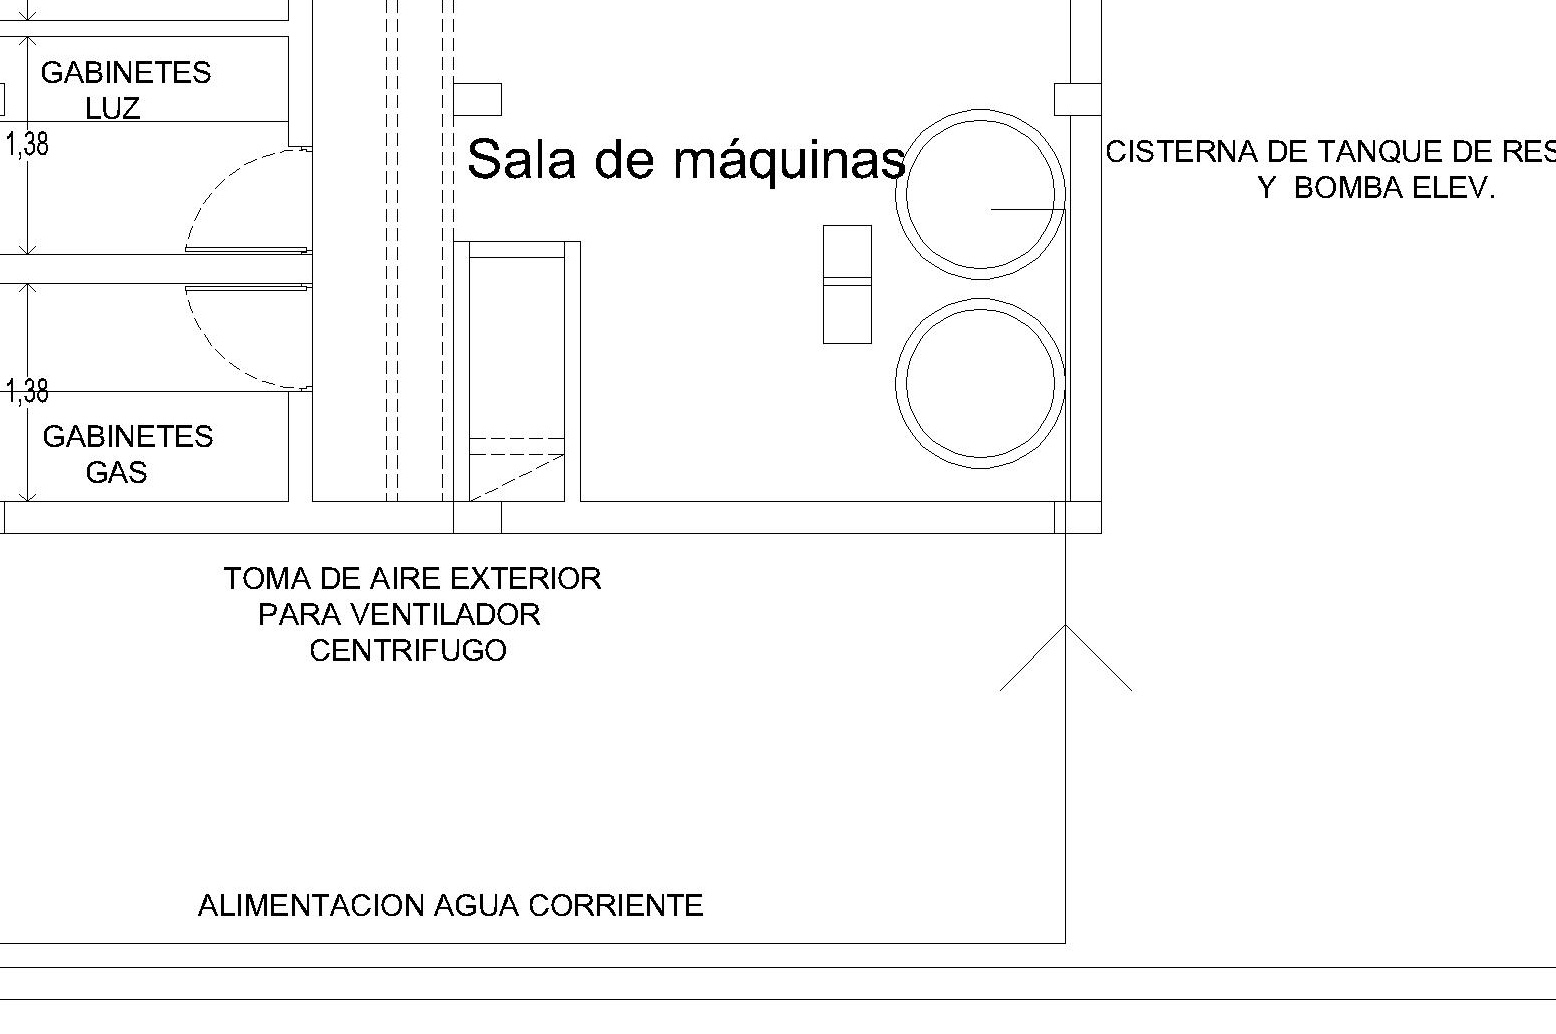 GABINETES
LUZ
1,38
Sala de máquinas
CISTERNA DE TANQUE DE RES
Y BOMBA ELEV.
1,38
GABINETES
GAS
TOMA DE AIRE EXTERIOR
PARA VENTILADOR
CENTRIFUGO
ALIMENTACION AGUA CORRIENTE